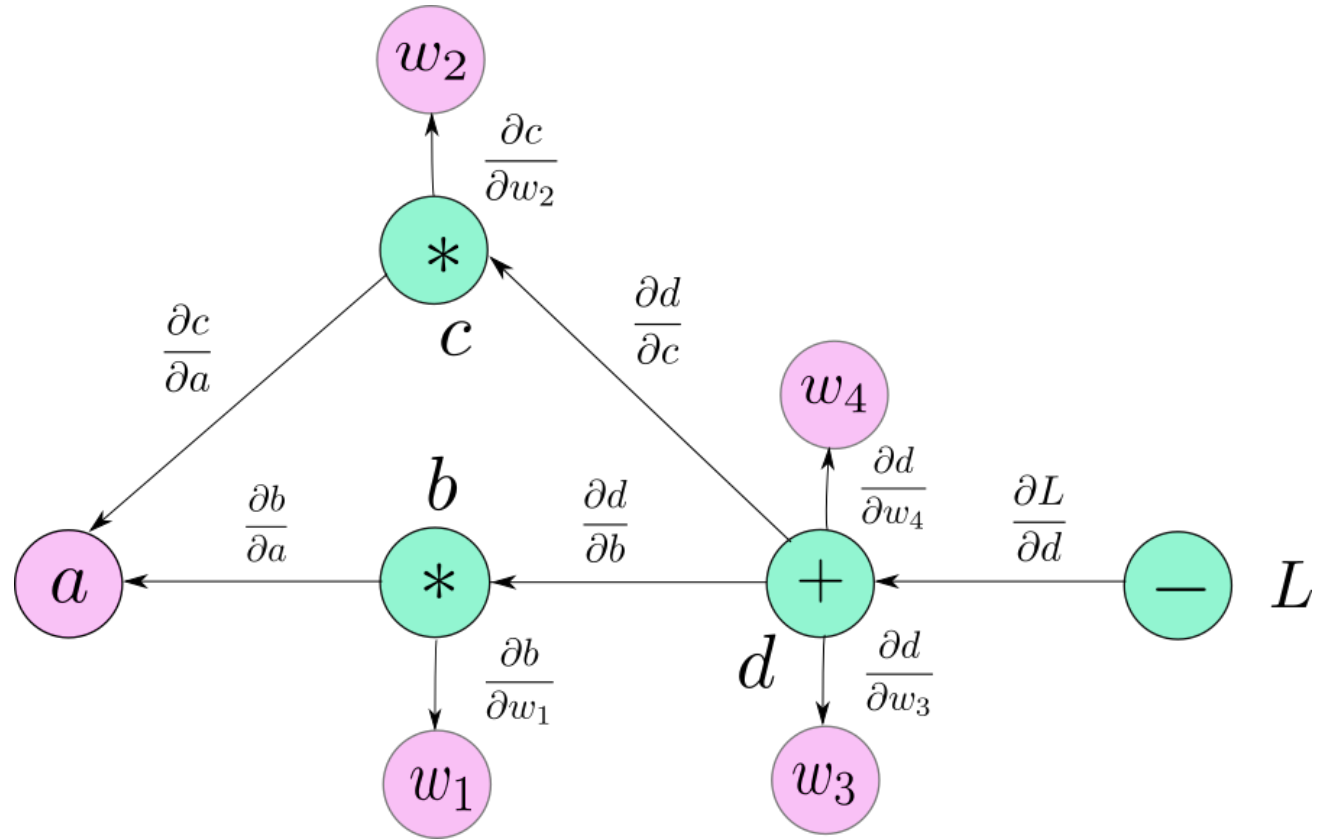 w₂
∂c
∂w₂
*
c
∂c
∂a
∂d
∂c
w₄
∂d
∂w₄
b
∂b
∂a
∂d
∂b
∂L
∂d
a
*
+
−
L
d
∂b
∂w₁
∂d
∂w₃
w₁
w₃